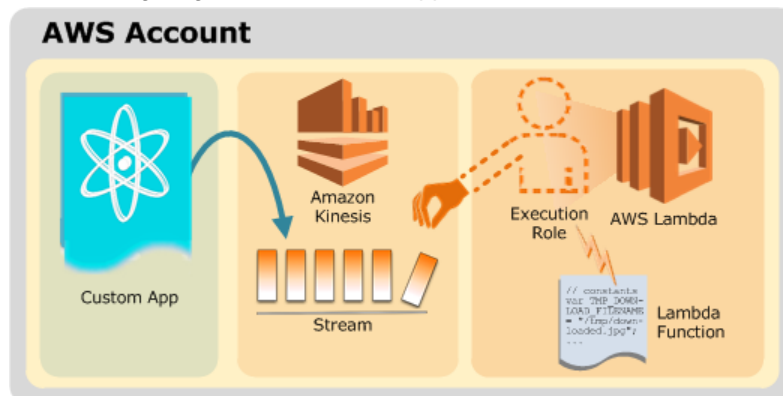 AWS Account
Custom App
Amazon
Kinesis
Stream
Execution
Role
AWS Lambda
// constants
var TMP_DOWN-
LOAD_FILENAME
= "/tmp/down-
loaded.jpg";
...
Lambda
Function